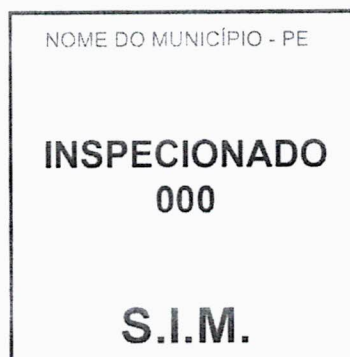 NOME DO MUNICÍPIO - PE
INSPECIONADO
000
S.I.M.